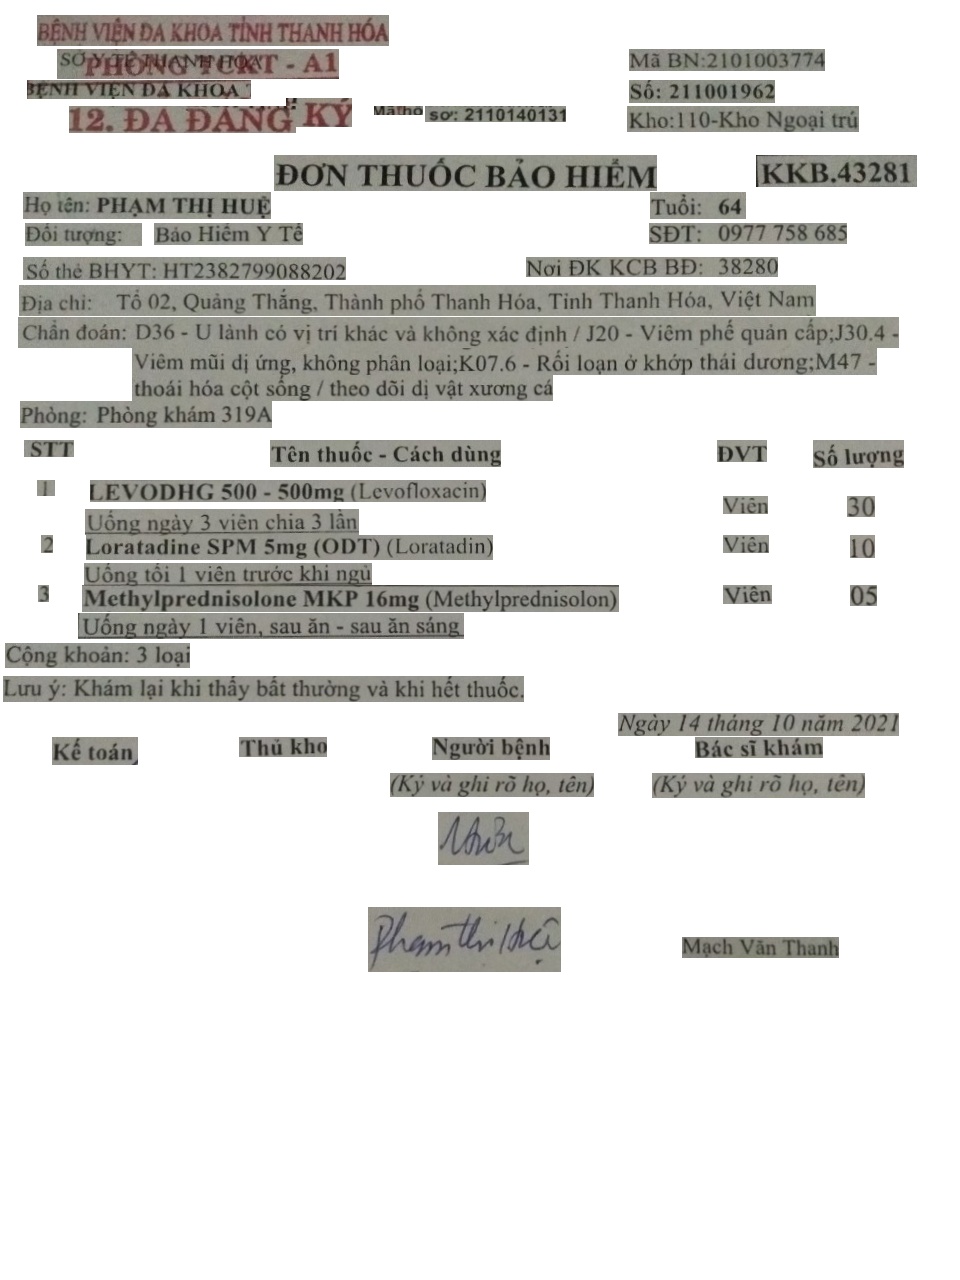 BỆNH VIỆN ĐA KHOA TỈNH THANH HÓA
SỞ Y TẾ THANH HÓA
PHÒNG TCKT - A1
Mã BN:2101003774
BỆNH VIỆN ĐA KHOA
Số: 211001962
12. ĐA ĐĂNG KÝ
Mã hồ sơ: 2110140131
Kho:110-Kho Ngoại trú
ĐƠN THUỐC BẢO HIỂM
KKB.43281
Họ tên: PHẠM THỊ HUỆ
Tuổi: 64
Đối tượng: Bảo Hiểm Y Tế
SĐT: 0977 758 685
Số thẻ BHYT: HT2382799088202
Nơi ĐK KCB BĐ: 38280
Địa chỉ: Tổ 02, Quảng Thắng, Thành phố Thanh Hóa, Tỉnh Thanh Hóa, Việt Nam
Chẩn đoán: D36 - U lành có vị trí khác và không xác định / J20 - Viêm phế quản cấp;J30.4 -
Viêm mũi dị ứng, không phân loại;K07.6 - Rối loạn ở khớp thái dương;M47 -
thoái hóa cột sống / theo dõi dị vật xương cá
Phòng: Phòng khám 319A
STT Tên thuốc - Cách dùng ĐVT Số lượng
1 LEVODHG 500 - 500mg (Levofloxacin) Viên 30
Uống ngày 3 viên chia 3 lần
2 Loratadine SPM 5mg (ODT) (Loratadin) Viên 10
Uống tối 1 viên trước khi ngủ
3 Methylprednisolone MKP 16mg (Methylprednisolon) Viên 05
Uống ngày 1 viên, sau ăn - sau ăn sáng
Cộng khoản: 3 loại
Lưu ý: Khám lại khi thấy bất thường và khi hết thuốc.
Ngày 14 tháng 10 năm 2021
Kế toán Thủ kho Người bệnh Bác sĩ khám
(Ký và ghi rõ họ, tên) (Ký và ghi rõ họ, tên)
Phạm Thị Huệ
Mạch Văn Thanh